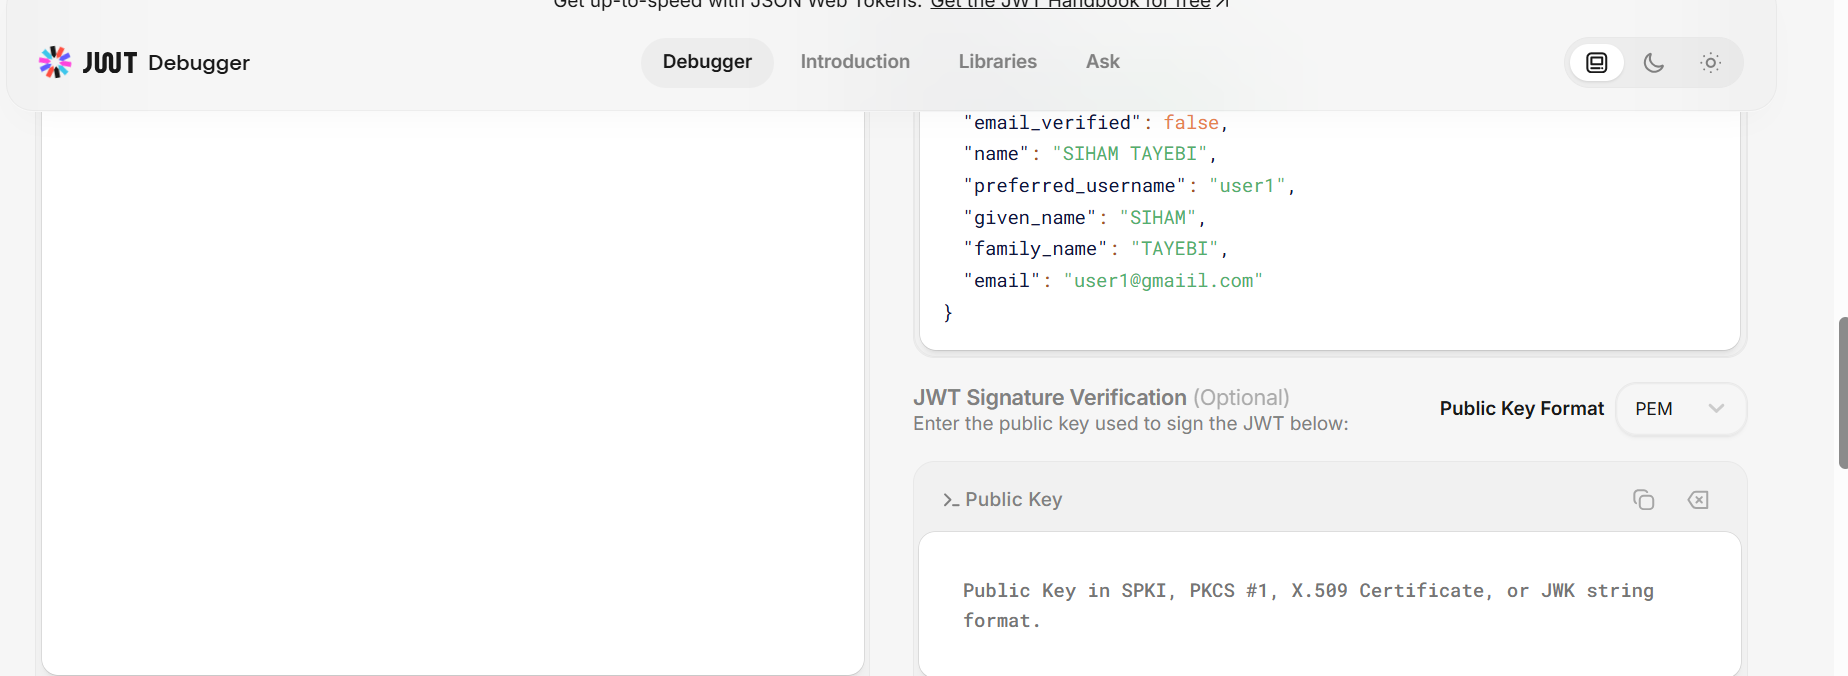 Get up-to-speed with JSON Web Tokens. Get the JWT Handbook for free
JWT Debugger
Debugger Introduction Libraries Ask
"email_verified": false,
"name": "SIHAM TAYEBI",
"preferred_username": "user1",
"given_name": "SIHAM",
"family_name": "TAYEBI",
"email": "user1@gmaiil.com"
}
JWT Signature Verification (Optional)
Enter the public key used to sign the JWT below:
Public Key Format PEM
>_ Public Key
Public Key in SPKI, PKCS #1, X.509 Certificate, or JWK string
format.